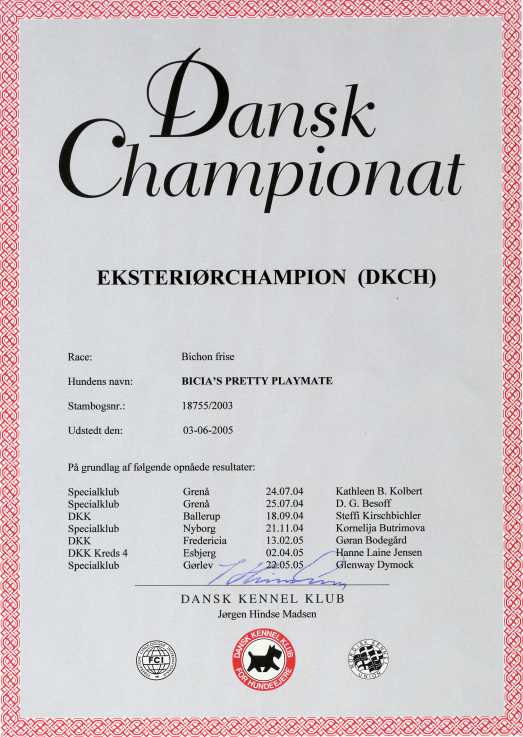 Dansk
Championat
EKSTERIØRCHAMPION (DKCH)
Race: Bichon frise
Hundens navn: BICIA'S PRETTY PLAYMATE
Stambogsnr.: 18755/2003
Udstedt den: 03-06-2005
På grundlag af følgende opnåede resultater:
Specialklub Grenå 24.07.04 Kathleen B. Kolbert
Specialklub Grenå 25.07.04 D. G. Besoff
DKK Ballerup 18.09.04 Steffi Kirschbichler
Specialklub Nyborg 21.11.04 Kornelija Butrimova
DKK Fredericia 13.02.05 Gøran Bodegård
DKK Kreds 4 Esbjerg 02.04.05 Hanne Laine Jensen
Specialklub Gørlev 22.05.05 Glenway Dymock
DANSK KENNEL KLUB
Jørgen Hindse Madsen
FCI
DANSK KENNEL KLUB
FOR HUNDEEJERE
UNION